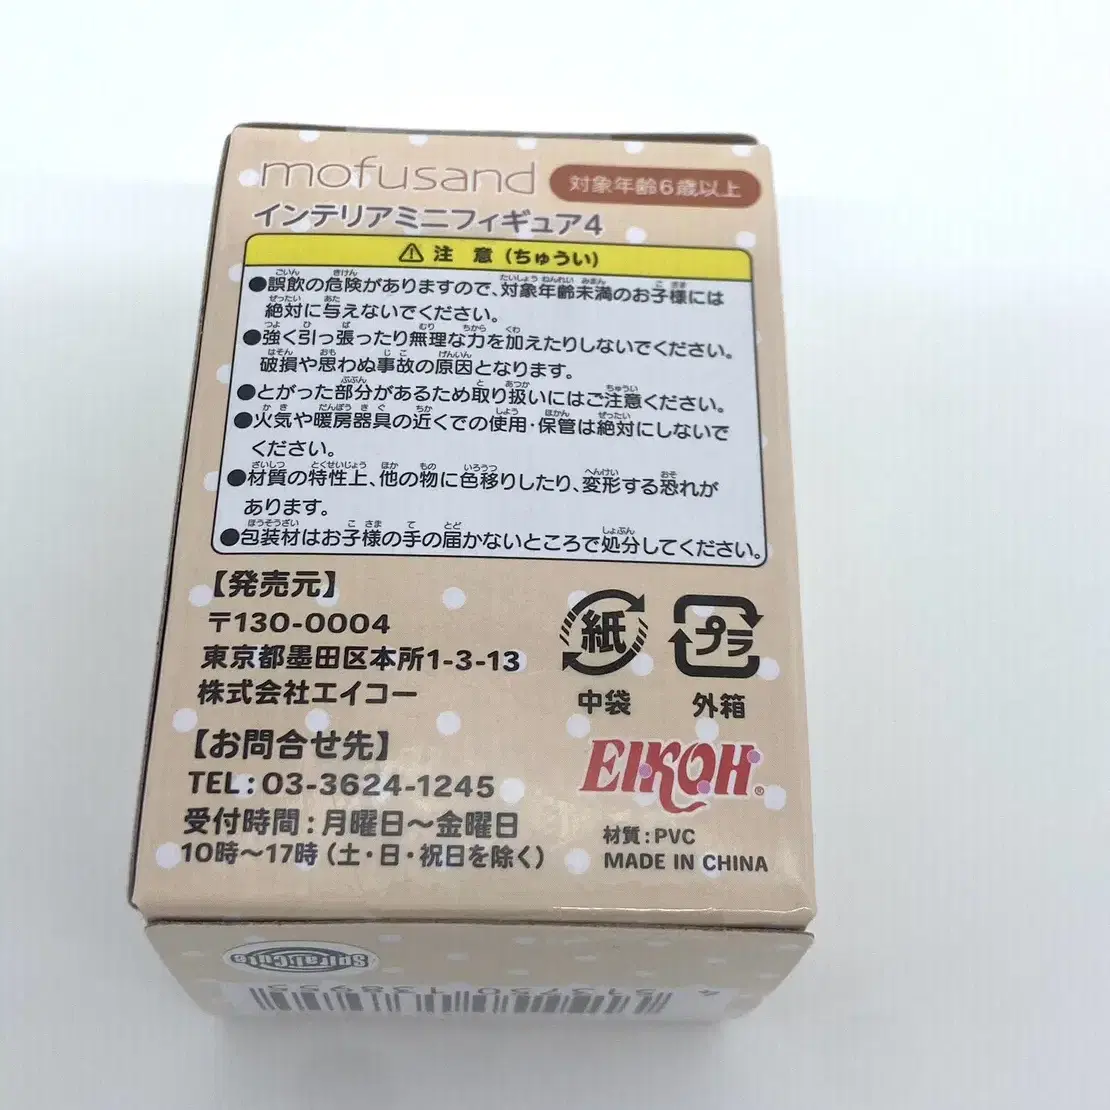 mofusand 対象年齢6歳以上
インテリアミニフィギュア4
⚠注 意(ちゅうい)
●誤飲の危険がありますので、対象年齢未満のお子様には
絶対に与えないでください。
●強く引っ張ったり無理な力を加えたりしないでください。
破損や思わぬ事故の原因となります。
●とがった部分があるため取り扱いにはご注意ください。
●火気や暖房器具の近くでの使用・保管は絶対にしないで
ください。
●材質の特性上、他の物に色移りしたり、変形する恐れが
あります。
●包装材はお子様の手の届かないところで処分してください。
【発売元】
〒130-0004
東京都墨田区本所1-3-13
株式会社エイコー
紙
中袋
プラ
外箱
【お問合せ先】
TEL:03-3624-1245
受付時間:月曜日〜金曜日
10時〜17時(土・日・祝日を除く)
EIKOH®
材質:PVC
MADE IN CHINA
Spiral Cute